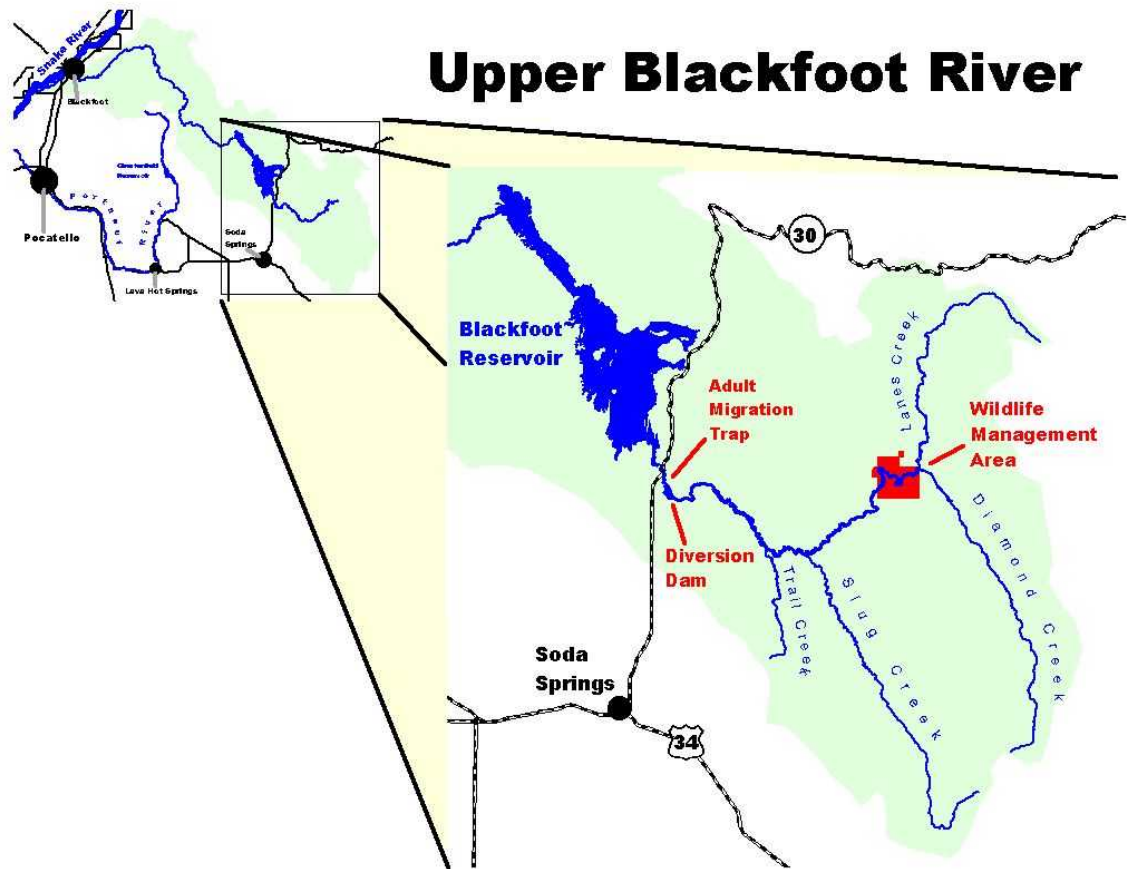 Upper Blackfoot River
Snake River
Blackfoot
Reservoir
Portneuf
River
Pocatello
Soda
Springs
Lava Hot Springs
30
Blackfoot
Reservoir
Lanes Creek
Adult
Migration
Trap
Wildlife
Management
Area
Diversion
Dam
Trail Creek
Slug Creek
Diamond Creek
Soda
Springs
34